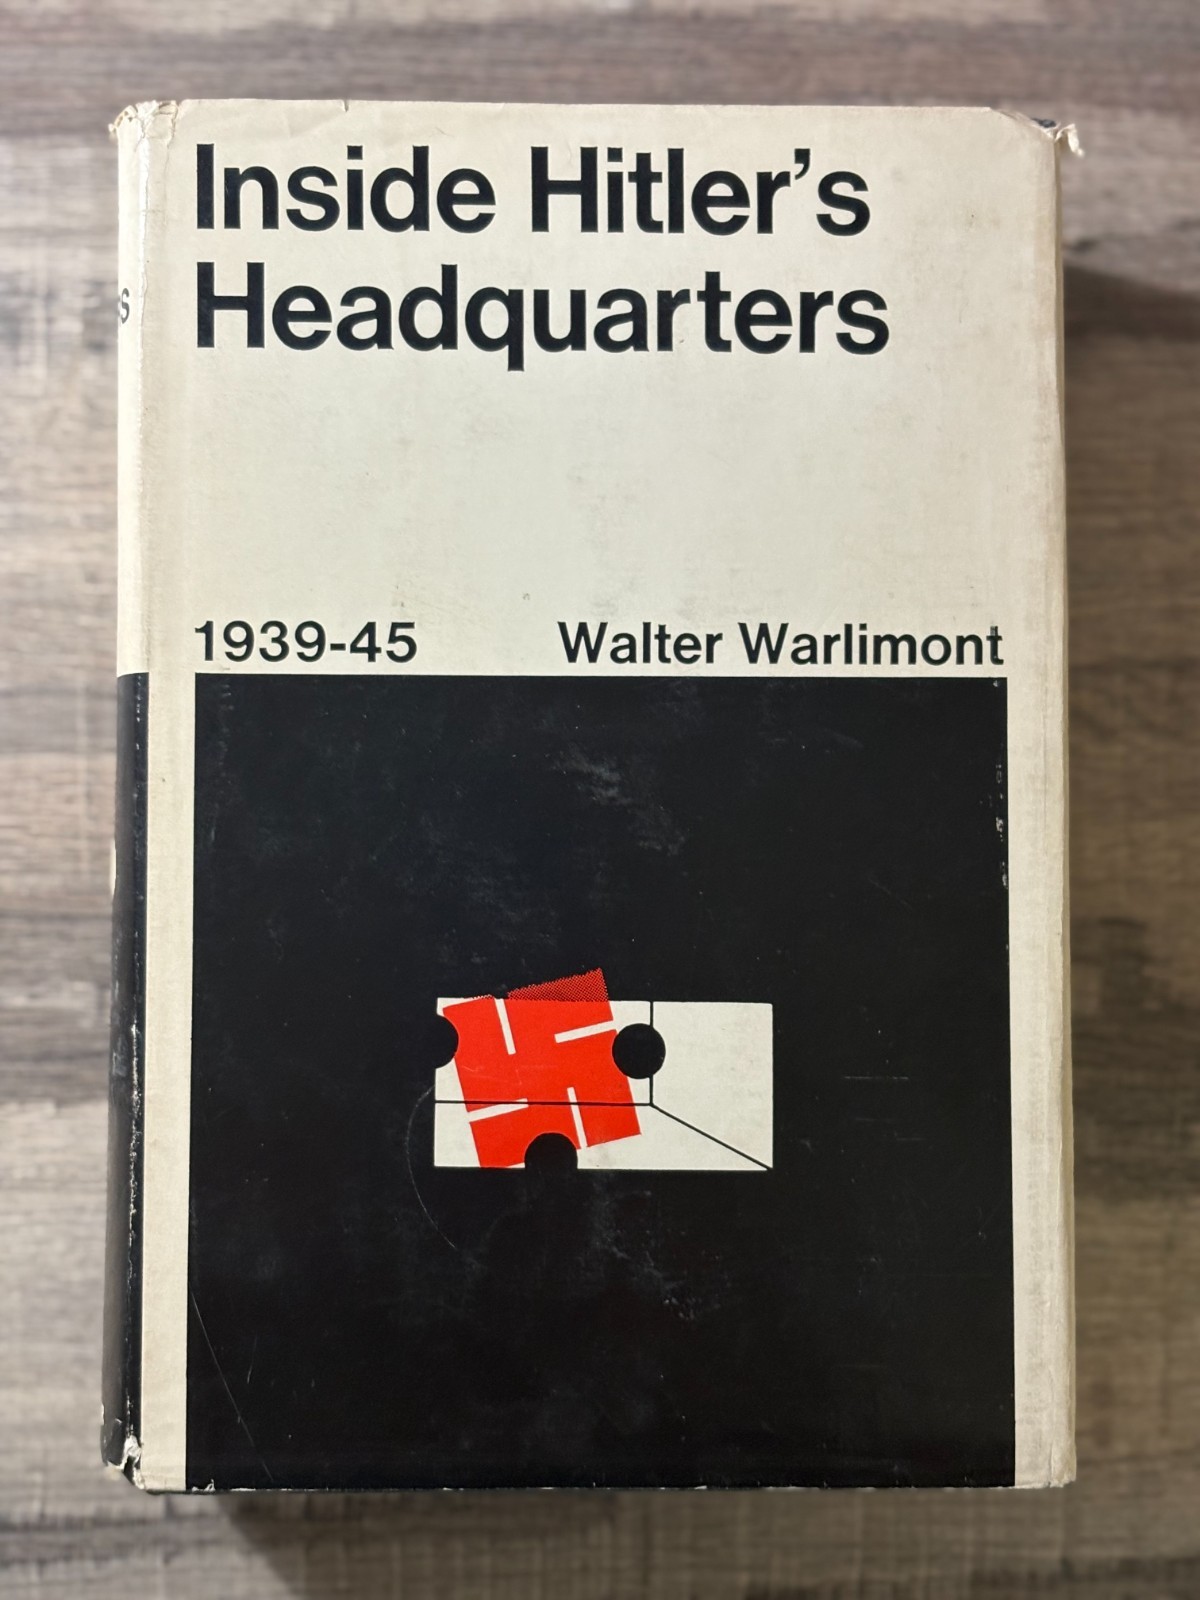 Inside Hitler’s
Headquarters
1939-45 Walter Warlimont